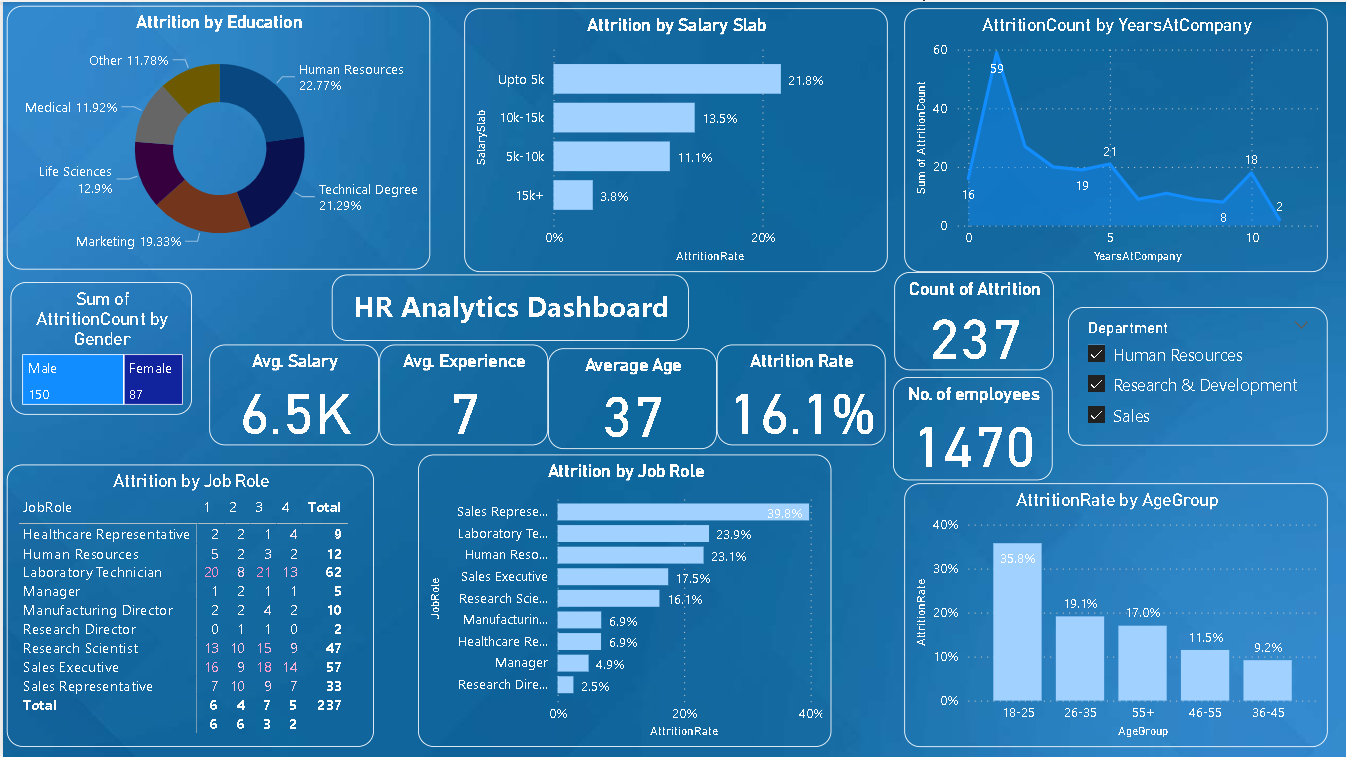 Attrition by Education
Other 11.78%
Human Resources
22.77%
Medical 11.92%
Life Sciences
12.9%
Technical Degree
21.29%
Marketing 19.33%
Attrition by Salary Slab
SalarySlab
Upto 5k
21.8%
10k-15k
13.5%
5k-10k
11.1%
15k+
3.8%
0%
20%
AttritionRate
AttritionCount by YearsAtCompany
Sum of AttritionCount
60
40
20
0
59
16
19
21
8
18
2
0
5
10
YearsAtCompany
Sum of
AttritionCount by
Gender
Male
150
Female
87
HR Analytics Dashboard
Avg. Salary
6.5K
Avg. Experience
7
Average Age
37
Attrition Rate
16.1%
Count of Attrition
237
No. of employees
1470
Department
Human Resources
Research & Development
Sales
Attrition by Job Role
JobRole 1 2 3 4 Total
Healthcare Representative 2 2 1 4 9
Human Resources 5 2 3 2 12
Laboratory Technician 20 8 21 13 62
Manager 1 2 1 1 5
Manufacturing Director 2 2 4 2 10
Research Director 0 1 1 0 2
Research Scientist 13 10 15 9 47
Sales Executive 16 9 18 14 57
Sales Representative 7 10 9 7 33
Total 6 4 7 5 237
6 6 3 2
Attrition by Job Role
JobRole
Sales Represe...
39.8%
Laboratory Te...
23.9%
Human Reso...
23.1%
Sales Executive
17.5%
Research Scie...
16.1%
Manufacturin...
6.9%
Healthcare Re...
6.9%
Manager
4.9%
Research Dire...
2.5%
0%
20%
40%
AttritionRate
AttritionRate by AgeGroup
AttritionRate
40%
30%
20%
10%
0%
35.8%
19.1%
17.0%
11.5%
9.2%
18-25
26-35
55+
46-55
36-45
AgeGroup